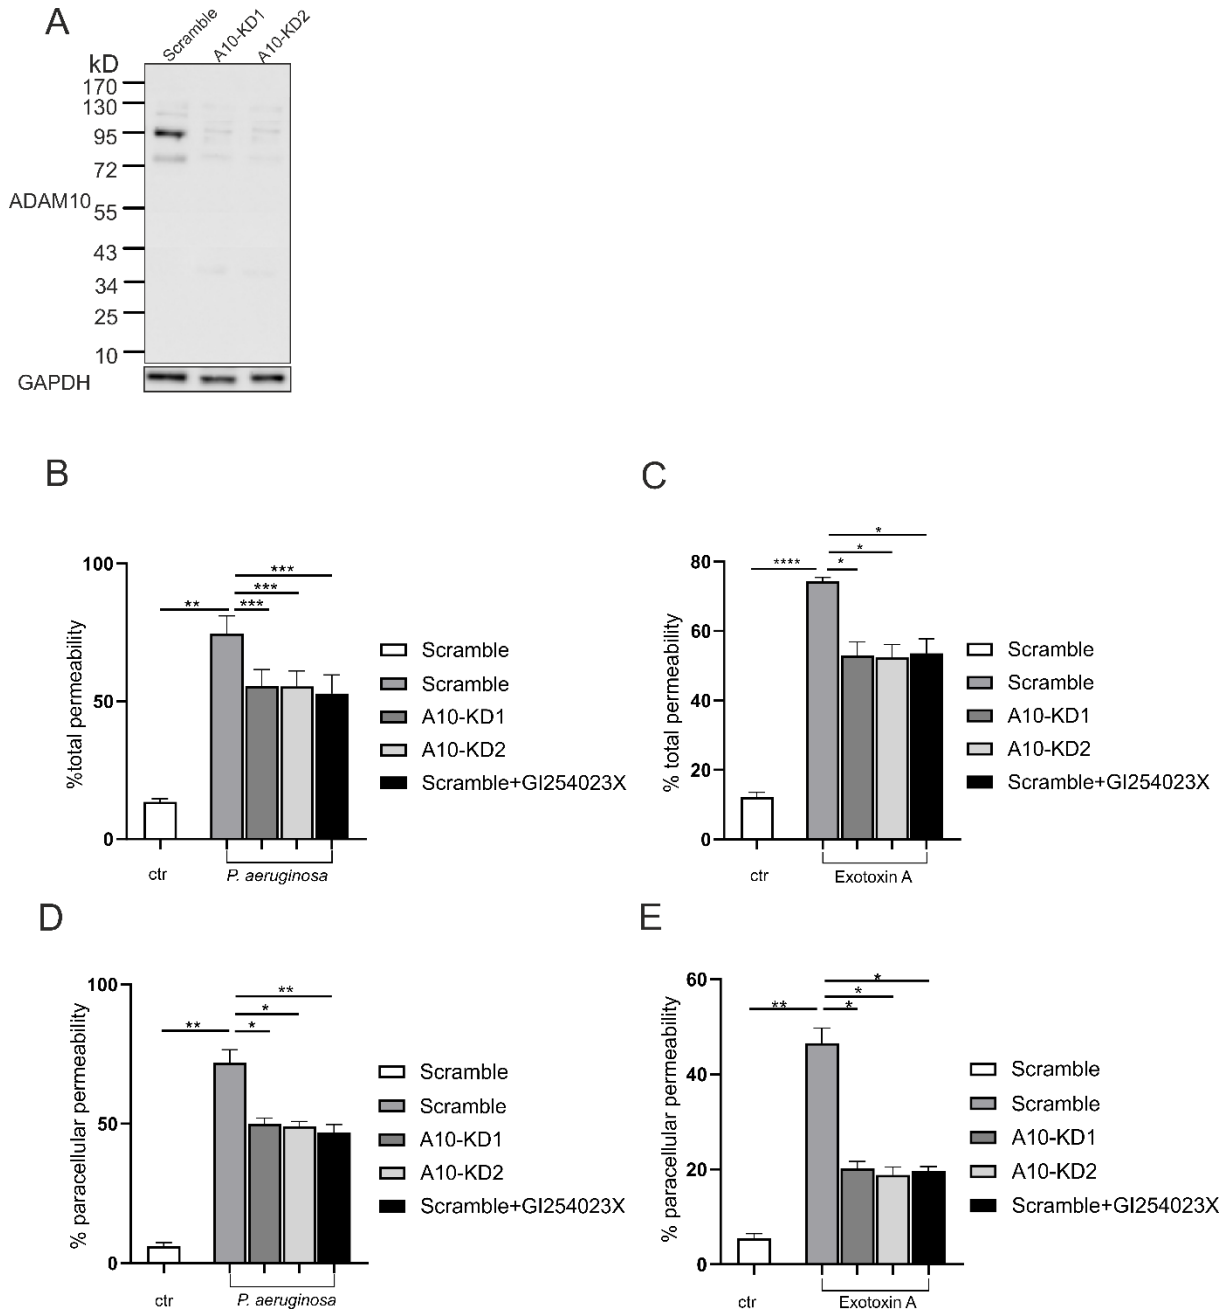 A
Scramble
A10-KD1
A10-KD2
kD
170
130
95
72
ADAM10
55
43
34
25
10
GAPDH
B
%total permeability
100
50
0
**
***
***
***
ctr
P. aeruginosa
Scramble
Scramble
A10-KD1
A10-KD2
Scramble+GI254023X
C
% total permeability
80
60
40
20
0
****
*
*
*
ctr
Exotoxin A
Scramble
Scramble
A10-KD1
A10-KD2
Scramble+GI254023X
D
% paracellular permeability
100
50
0
**
*
*
**
ctr
P. aeruginosa
Scramble
Scramble
A10-KD1
A10-KD2
Scramble+GI254023X
E
% paracellular permeability
60
40
20
0
**
*
*
*
ctr
Exotoxin A
Scramble
Scramble
A10-KD1
A10-KD2
Scramble+GI254023X